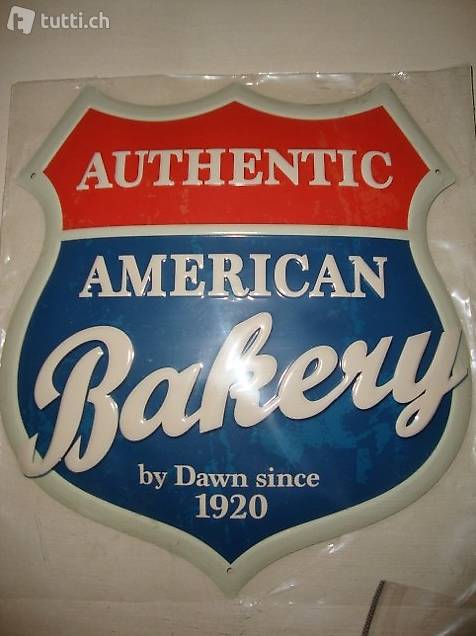 tutti.ch
AUTHENTIC
AMERICAN
Bakery
by Dawn since
1920